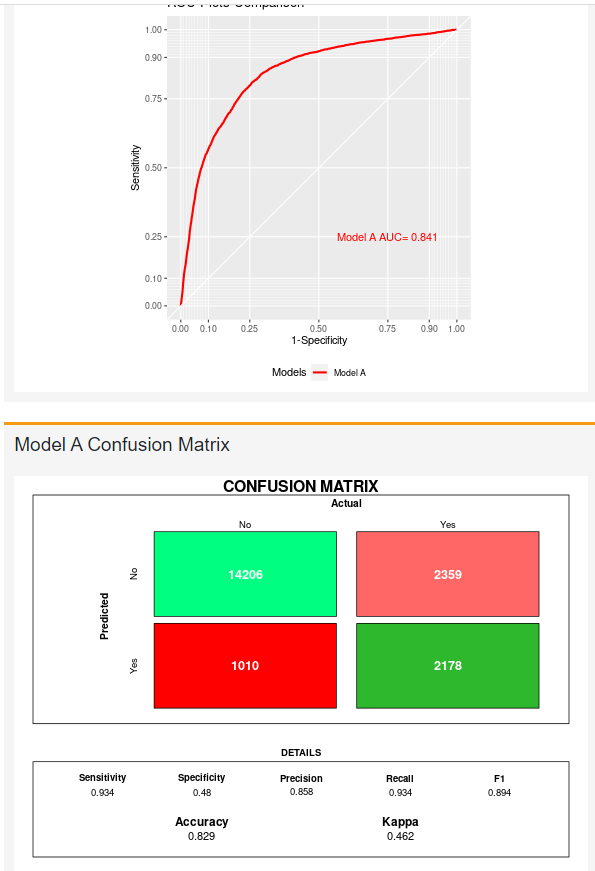 ROC Plots Comparison
1.00
0.90
0.75
0.50
0.25
0.10
0.00
Sensitivity
Model A AUC= 0.841
0.00 0.10 0.25 0.50 0.75 0.90 1.00
1-Specificity
Models Model A
Model A Confusion Matrix
CONFUSION MATRIX
Actual
No Yes
Predicted
No 14206 2359
Yes 1010 2178
DETAILS
Sensitivity Specificity Precision Recall F1
0.934 0.48 0.858 0.934 0.894
Accuracy Kappa
0.829 0.462